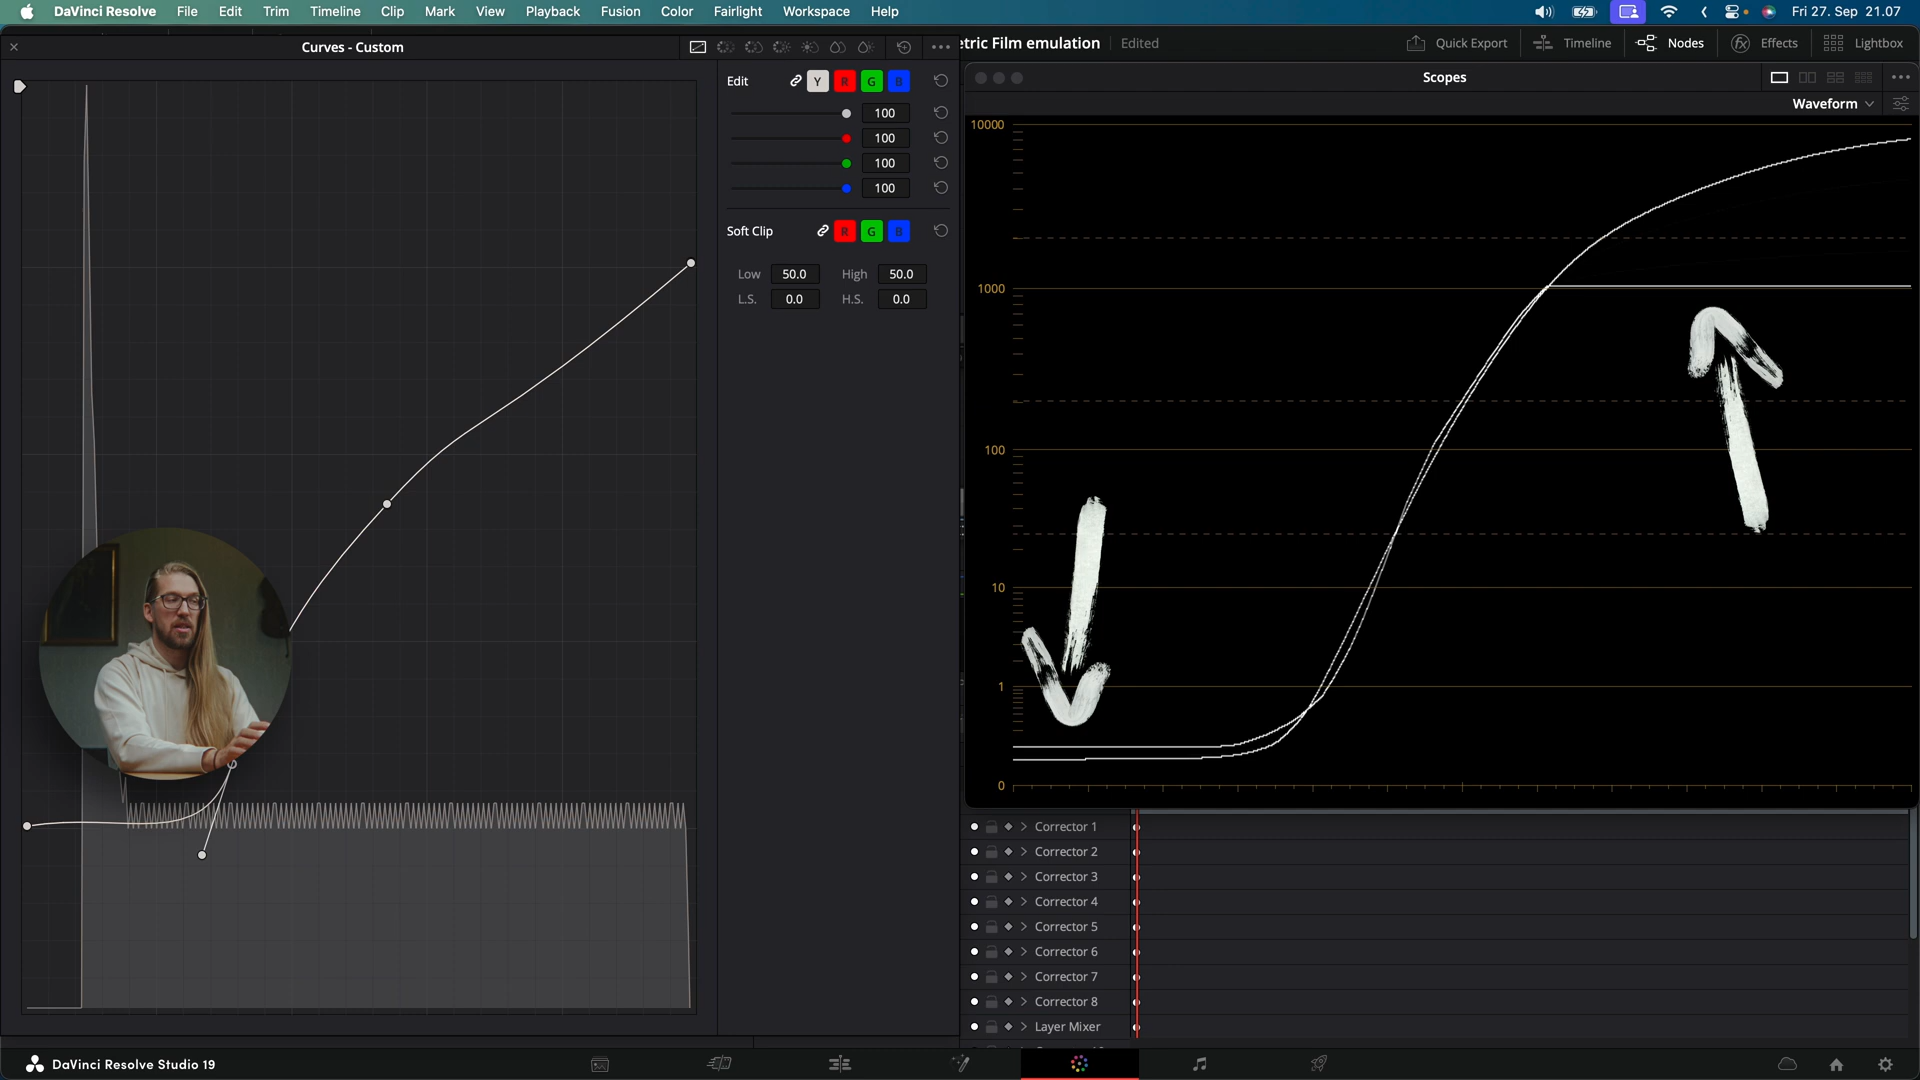 DaVinci Resolve File Edit Trim Timeline Clip Mark View Playback Fusion Color Fairlight Workspace Help Fri 27. Sep 21.07
Curves - Custom
etric Film emulation Edited Quick Export Timeline Nodes Effects Lightbox
Scopes
Edit Y R G B
Waveform
100
100
100
100
Soft Clip R G B
Low 50.0 High 50.0
L.S. 0.0 H.S. 0.0
10000
1000
100
10
1
0
Corrector 1
Corrector 2
Corrector 3
Corrector 4
Corrector 5
Corrector 6
Corrector 7
Corrector 8
Layer Mixer
DaVinci Resolve Studio 19